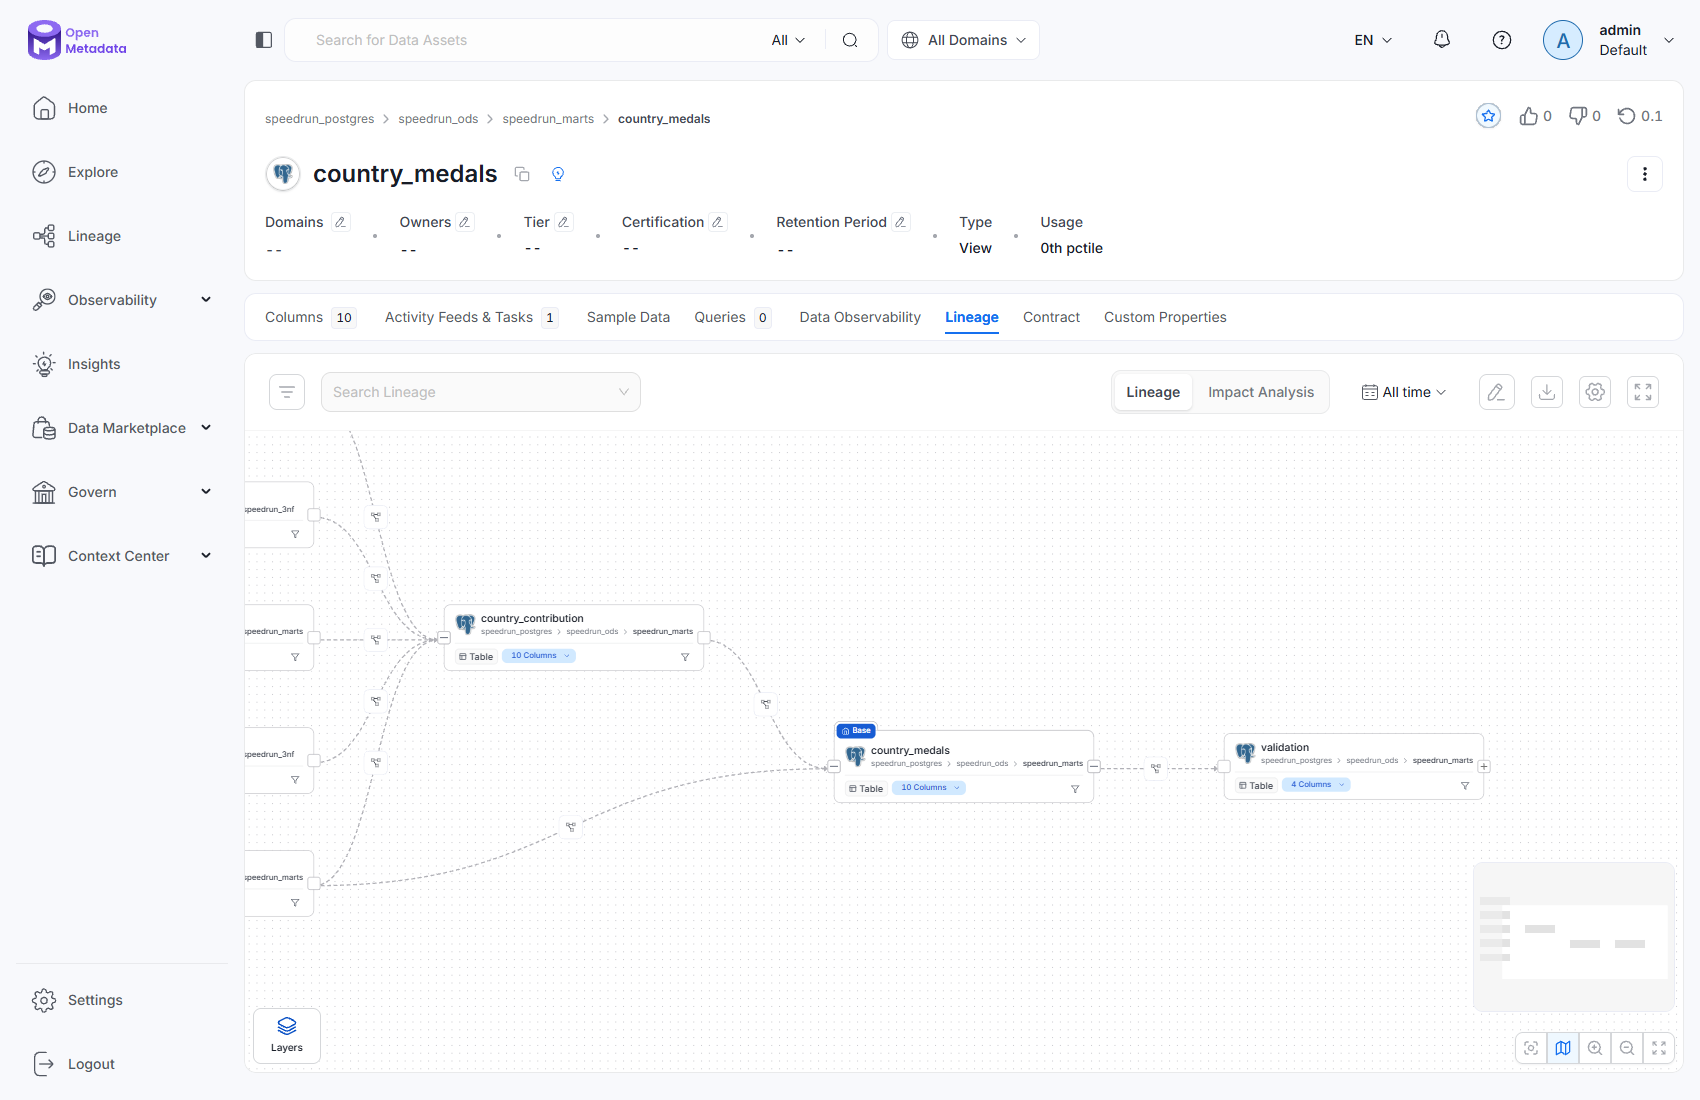 Open
Metadata
Search for Data Assets
All
All Domains
EN
A
admin
Default
Home
Explore
Lineage
Observability
Insights
Data Marketplace
Govern
Context Center
Settings
Logout
speedrun_postgres > speedrun_ods > speedrun_marts > country_medals
0
0
0.1
country_medals
Domains
--
Owners
--
Tier
--
Certification
--
Retention Period
--
Type
View
Usage
0th pctile
Columns 10
Activity Feeds & Tasks 1
Sample Data
Queries 0
Data Observability
Lineage
Contract
Custom Properties
Search Lineage
Lineage
Impact Analysis
All time
speedrun_3nf
speedrun_marts
speedrun_3nf
speedrun_marts
country_contribution
speedrun_postgres > speedrun_ods > speedrun_marts
Table
10 Columns
Base
country_medals
speedrun_postgres > speedrun_ods > speedrun_marts
Table
10 Columns
validation
speedrun_postgres > speedrun_ods > speedrun_marts
Table
4 Columns
Layers